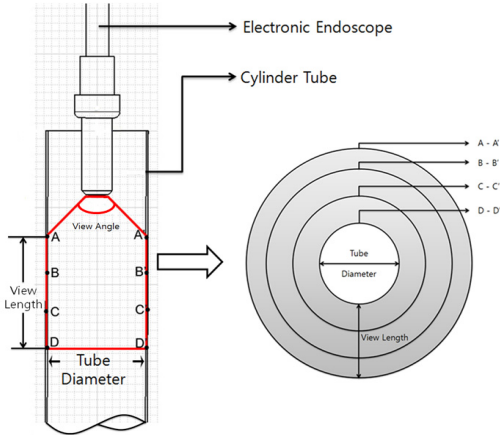 Electronic Endoscope
Cylinder Tube
View Angle
A
A'
B
B'
C
C'
D
D'
View
Length
Tube
Diameter
A - A'
B - B'
C - C'
D - D'
Tube
Diameter
View Length